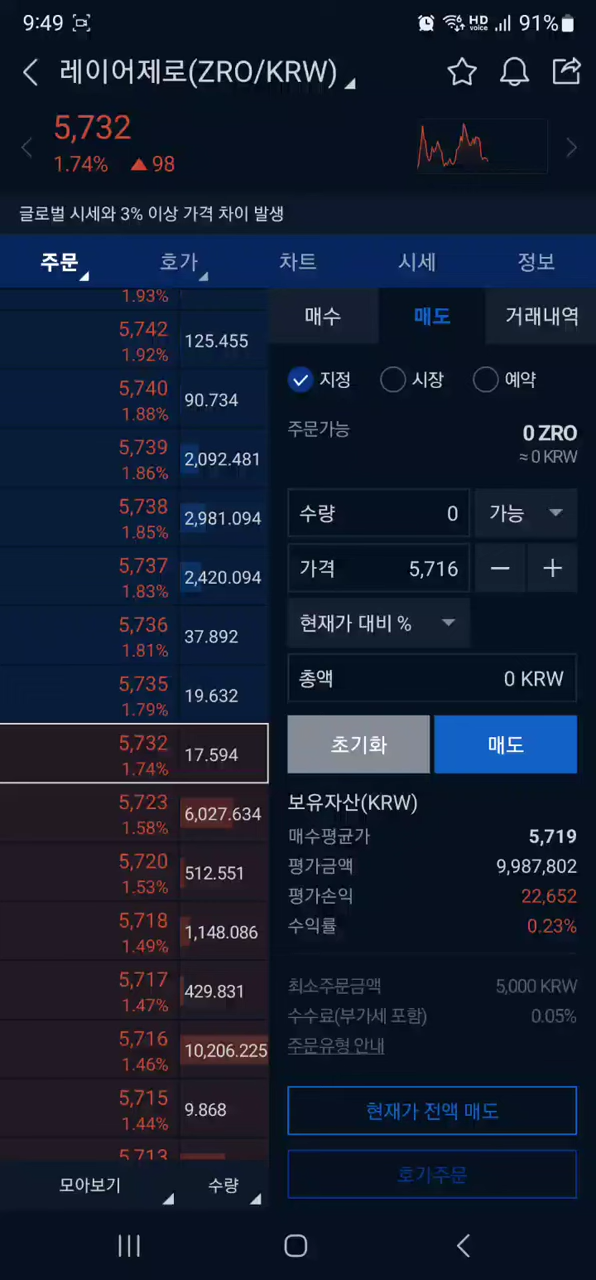 9:49 HD voice 91%
레이어제로(ZRO/KRW)
5,732
1.74% ▲98
글로벌 시세와 3% 이상 가격 차이 발생
주문 호가 차트 시세 정보
1.93%
5,742
1.92%
125.455
5,740
1.88%
90.734
5,739
1.86%
2,092.481
5,738
1.85%
2,981.094
5,737
1.83%
2,420.094
5,736
1.81%
37.892
5,735
1.79%
19.632
5,732
1.74%
17.594
5,723
1.58%
6,027.634
5,720
1.53%
512.551
5,718
1.49%
1,148.086
5,717
1.47%
429.831
5,716
1.46%
10,206.225
5,715
1.44%
9.868
5,713
모아보기 수량
매수 매도 거래내역
지정 시장 예약
주문가능 0 ZRO
≈ 0 KRW
수량 0 가능
가격 5,716 − +
현재가 대비 %
총액 0 KRW
초기화 매도
보유자산(KRW)
매수평균가 5,719
평가금액 9,987,802
평가손익 22,652
수익률 0.23%
최소주문금액 5,000 KRW
수수료(부가세 포함) 0.05%
주문유형 안내
현재가 전액 매도
호가주문